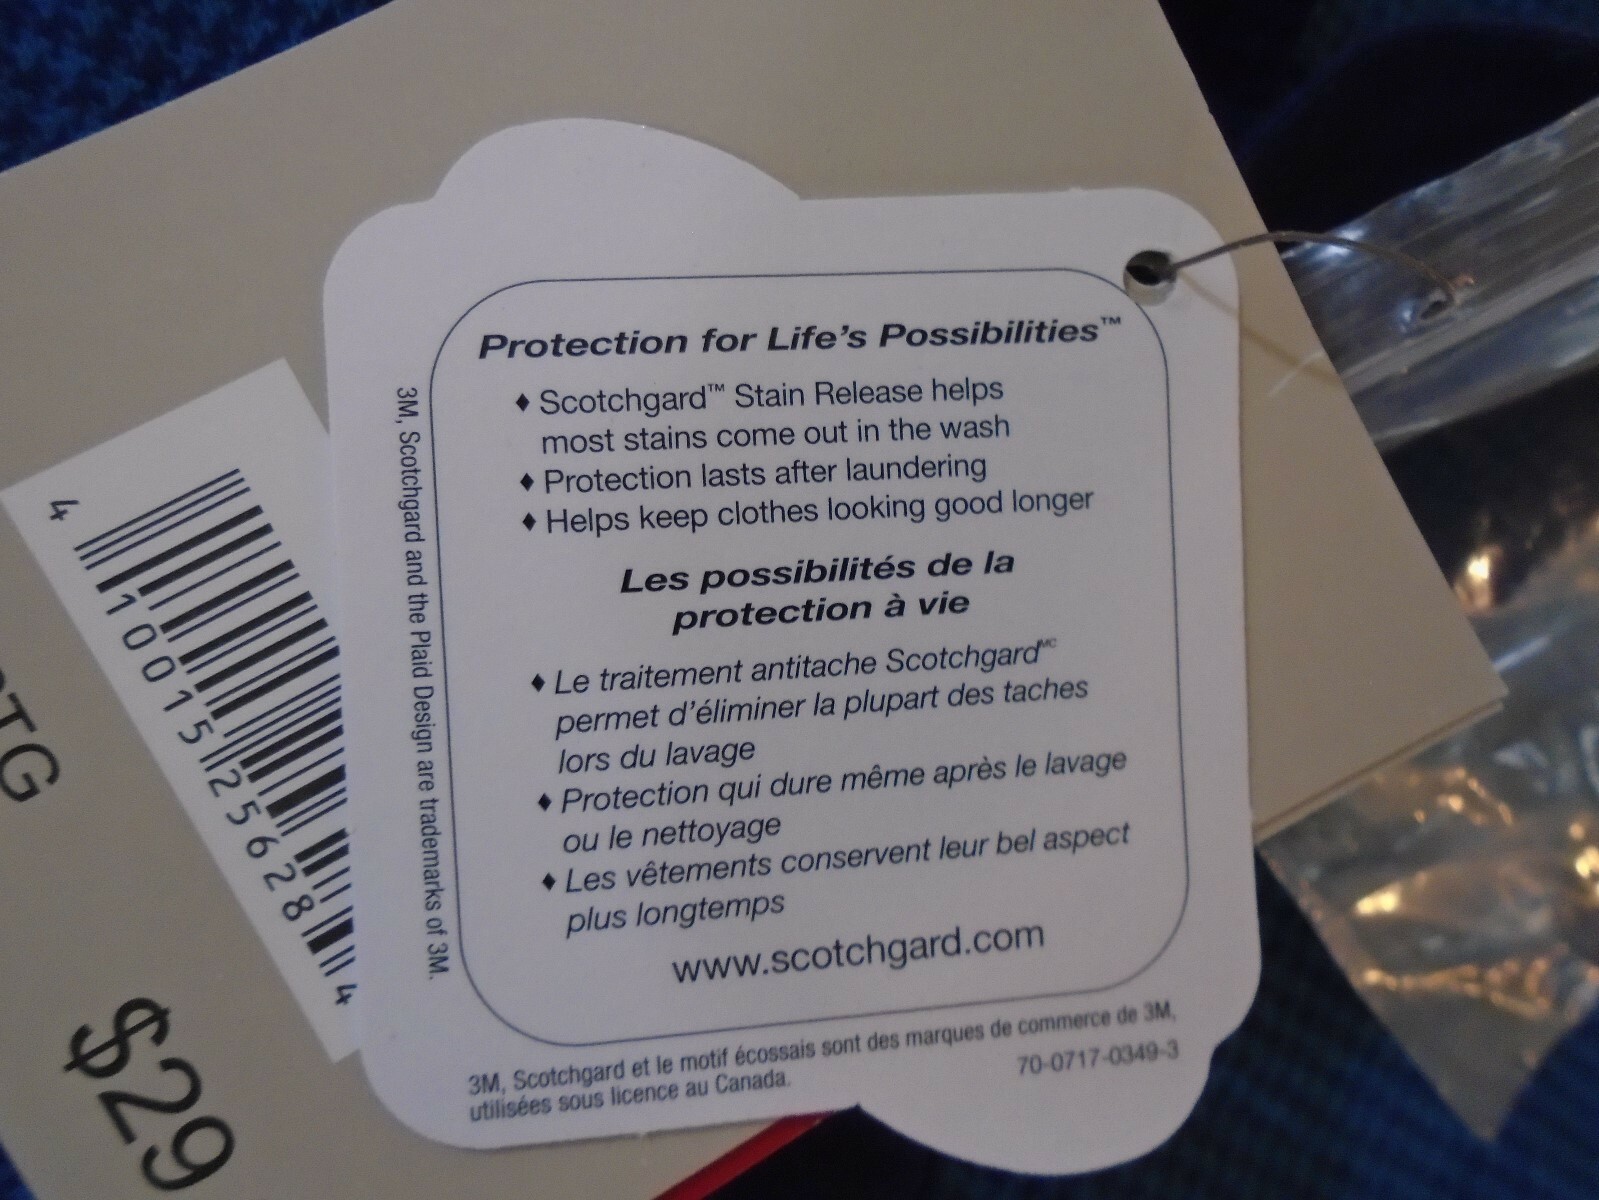 Protection for Life's Possibilities™
♦ Scotchgard™ Stain Release helps
most stains come out in the wash
♦ Protection lasts after laundering
♦ Helps keep clothes looking good longer
Les possibilités de la
protection à vie
♦ Le traitement antitache Scotchgard MC
permet d'éliminer la plupart des taches
lors du lavage
♦ Protection qui dure même après le lavage
ou le nettoyage
♦ Les vêtements conservent leur bel aspect
plus longtemps
www.scotchgard.com
3M, Scotchgard et le motif écossais sont des marques de commerce de 3M,
utilisées sous licence au Canada.
70-0717-0349-3
3M, Scotchgard and the Plaid Design are trademarks of 3M.
4 10015 25628 4
TG
$29